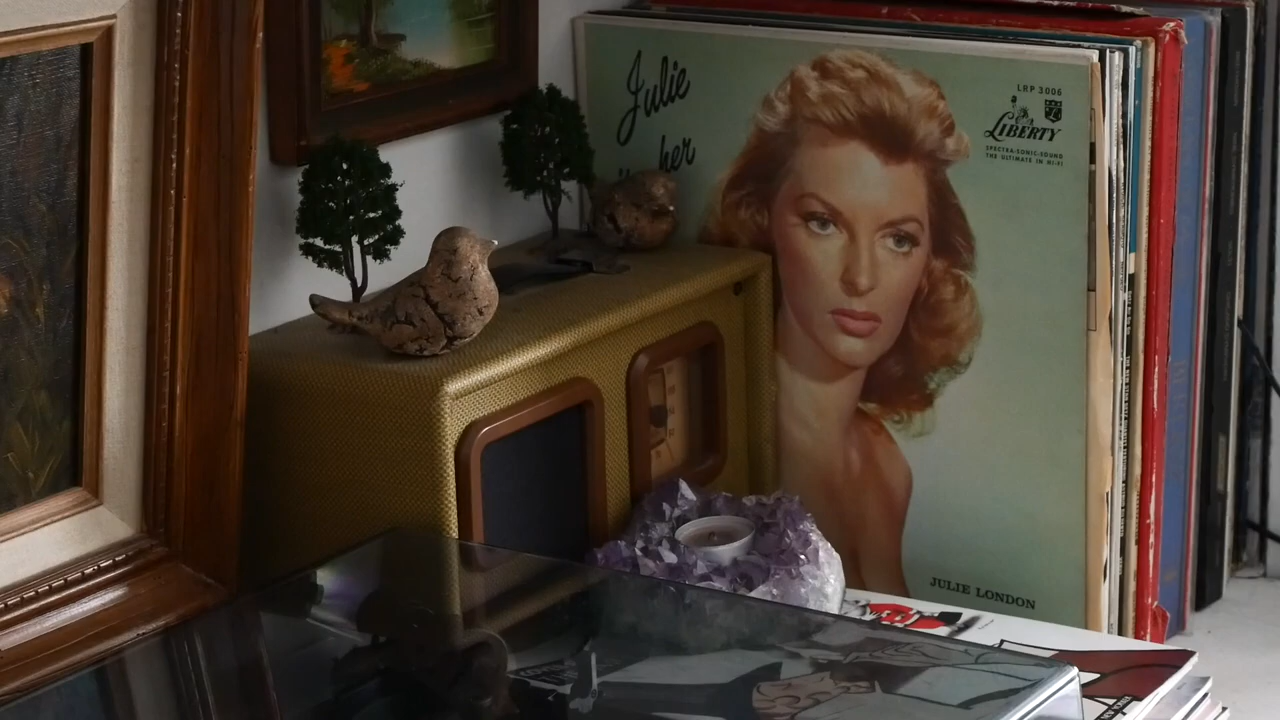 Julie
her
LRP 3006
LIBERTY
SPECTRA-SONIC-SOUND
THE ULTIMATE IN HI-FI
JULIE LONDON